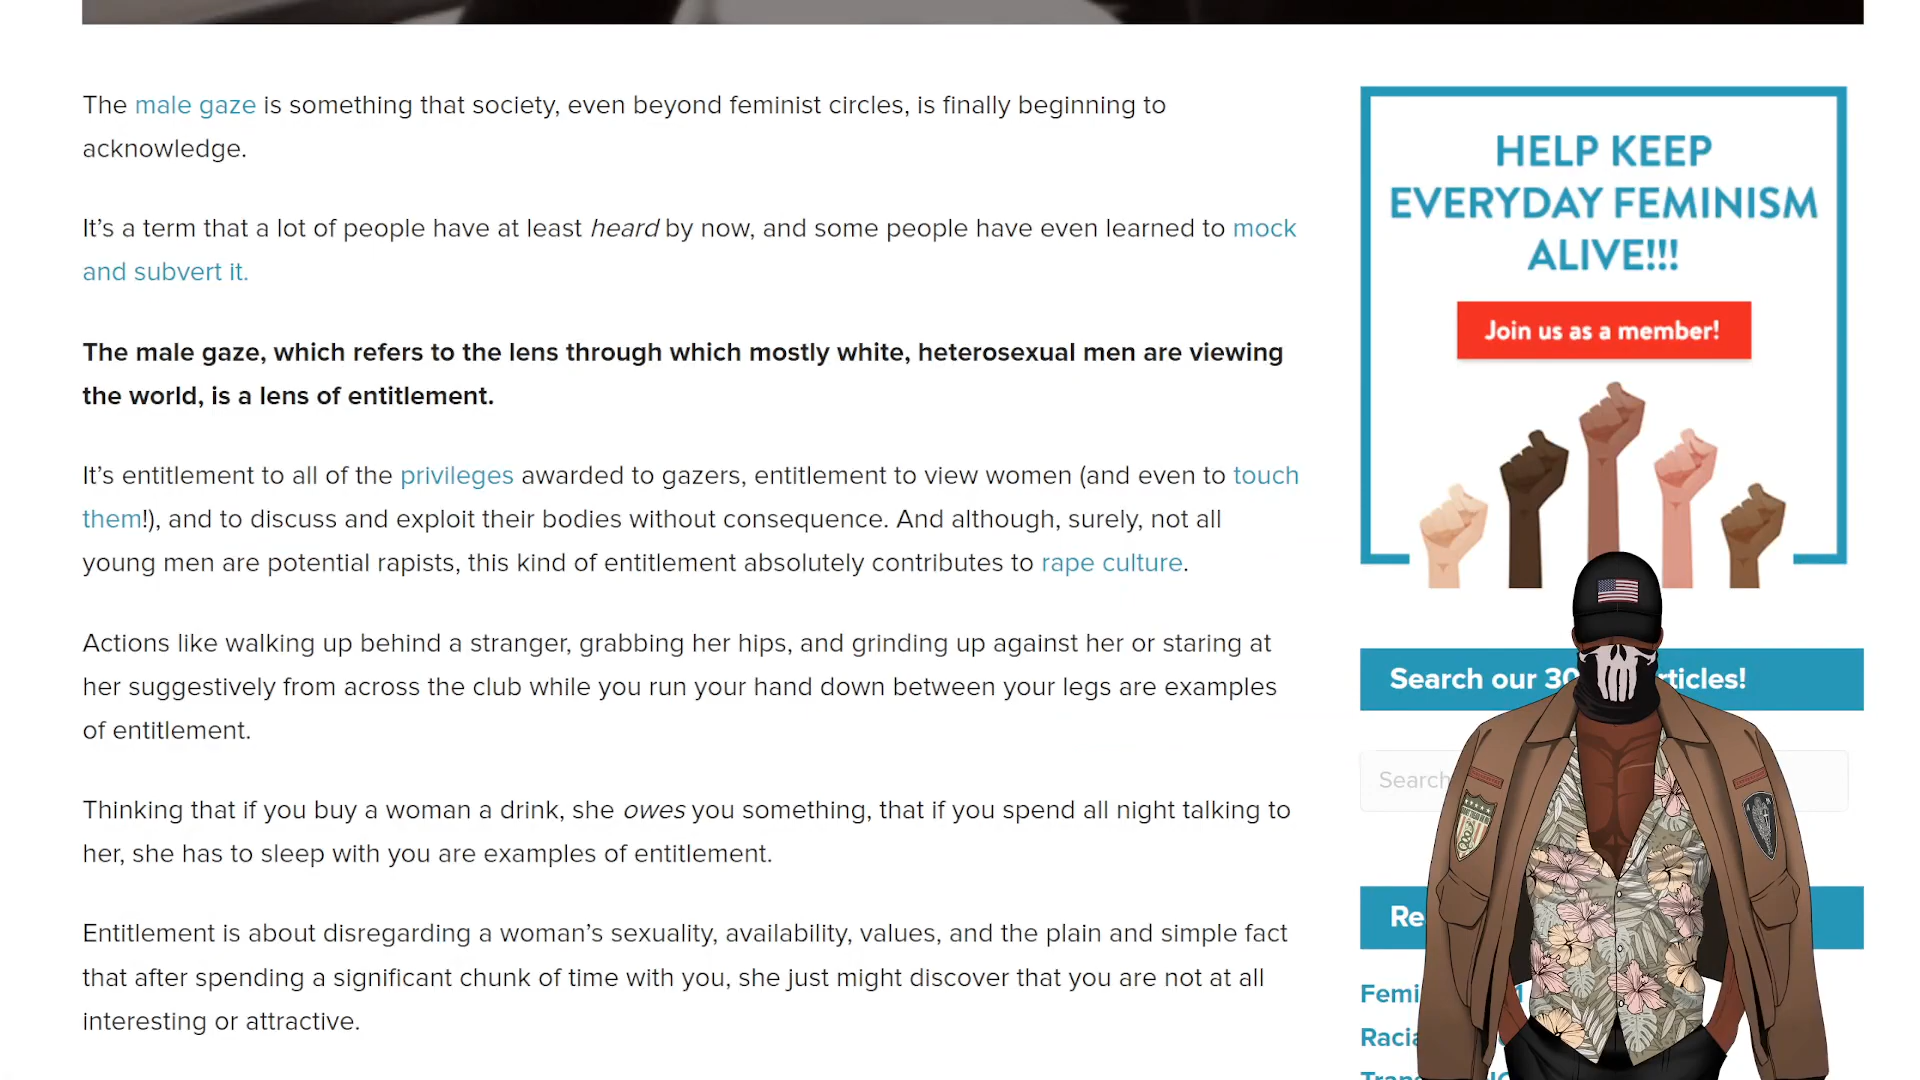 The male gaze is something that society, even beyond feminist circles, is finally beginning to
acknowledge.
It’s a term that a lot of people have at least heard by now, and some people have even learned to mock
and subvert it.
The male gaze, which refers to the lens through which mostly white, heterosexual men are viewing
the world, is a lens of entitlement.
It’s entitlement to all of the privileges awarded to gazers, entitlement to view women (and even to touch
them!), and to discuss and exploit their bodies without consequence. And although, surely, not all
young men are potential rapists, this kind of entitlement absolutely contributes to rape culture.
Actions like walking up behind a stranger, grabbing her hips, and grinding up against her or staring at
her suggestively from across the club while you run your hand down between your legs are examples
of entitlement.
Thinking that if you buy a woman a drink, she owes you something, that if you spend all night talking to
her, she has to sleep with you are examples of entitlement.
Entitlement is about disregarding a woman’s sexuality, availability, values, and the plain and simple fact
that after spending a significant chunk of time with you, she just might discover that you are not at all
interesting or attractive.
HELP KEEP
EVERYDAY FEMINISM
ALIVE!!!
Join us as a member!
Search our 30 rticles!
Search
Re
Femi
Racia